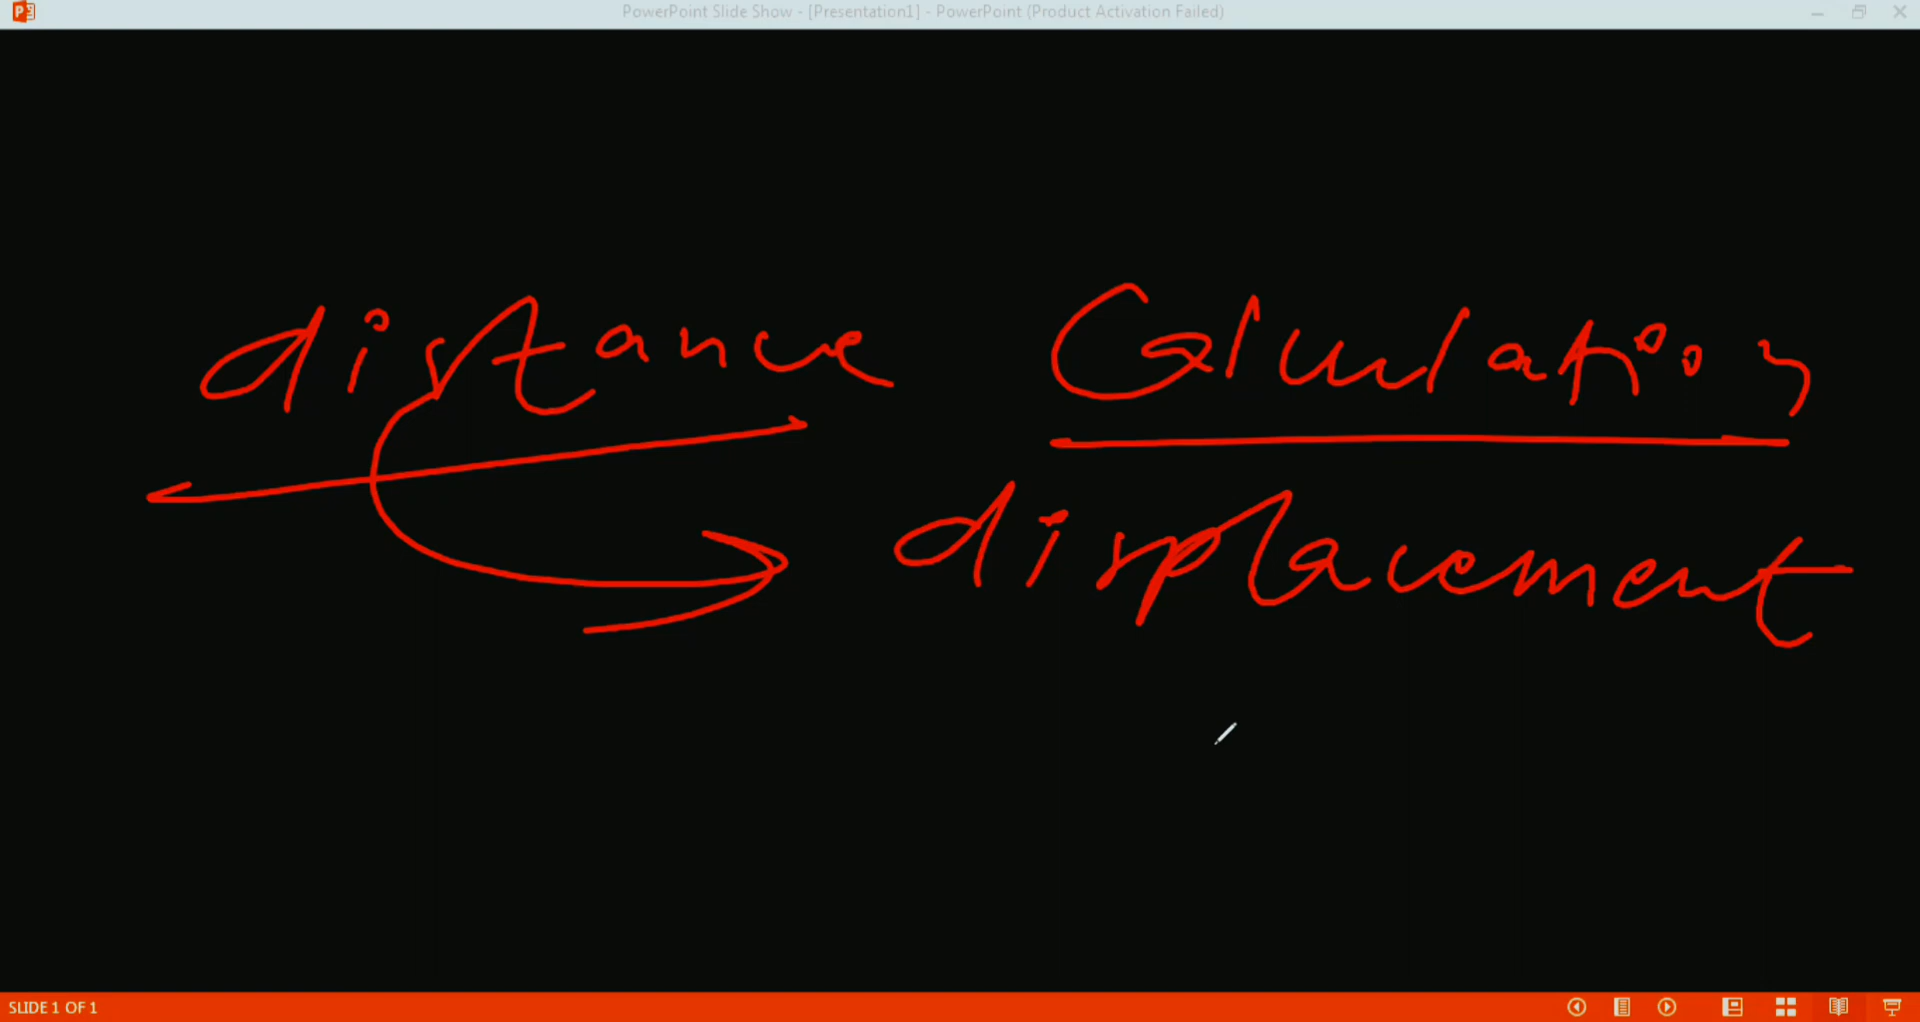 PowerPoint Slide Show - [Presentation1] - PowerPoint (Product Activation Failed)
distance Calculation
displacement
SLIDE 1 OF 1